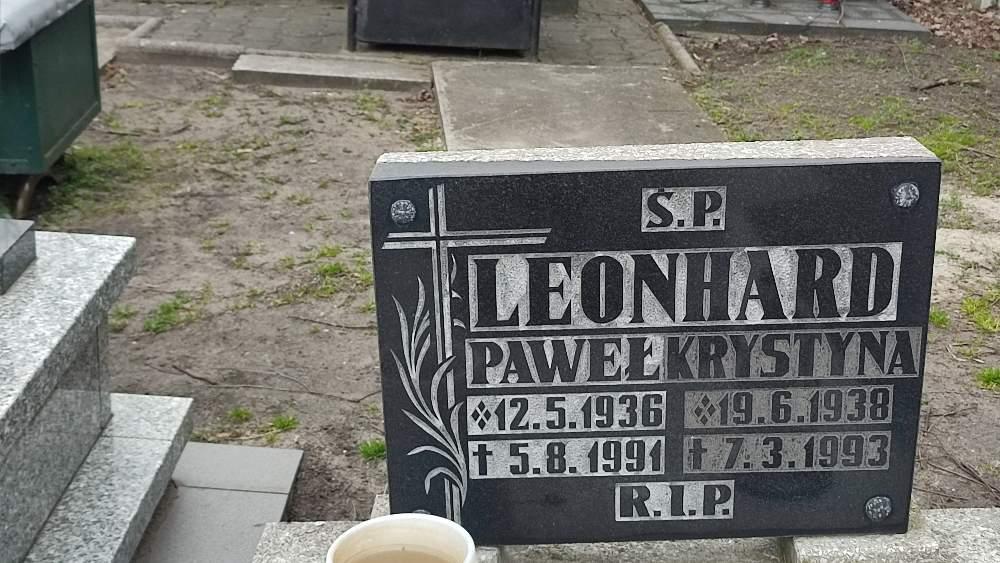 Ś.P.
LEONHARD
PAWEŁ KRYSTYNA
12.5.1936 19.6.1938
† 5.8.1991 † 7.3.1993
R.I.P.